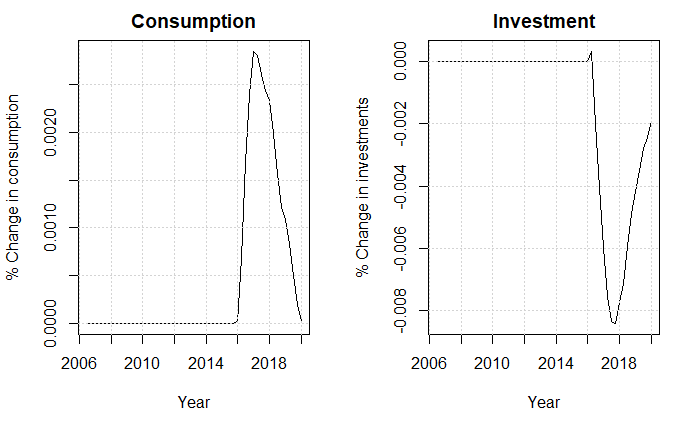 Consumption
% Change in consumption
0.0000
0.0010
0.0020
2006
2010
2014
2018
Year
Investment
% Change in investments
-0.008
-0.006
-0.004
-0.002
0.000
2006
2010
2014
2018
Year